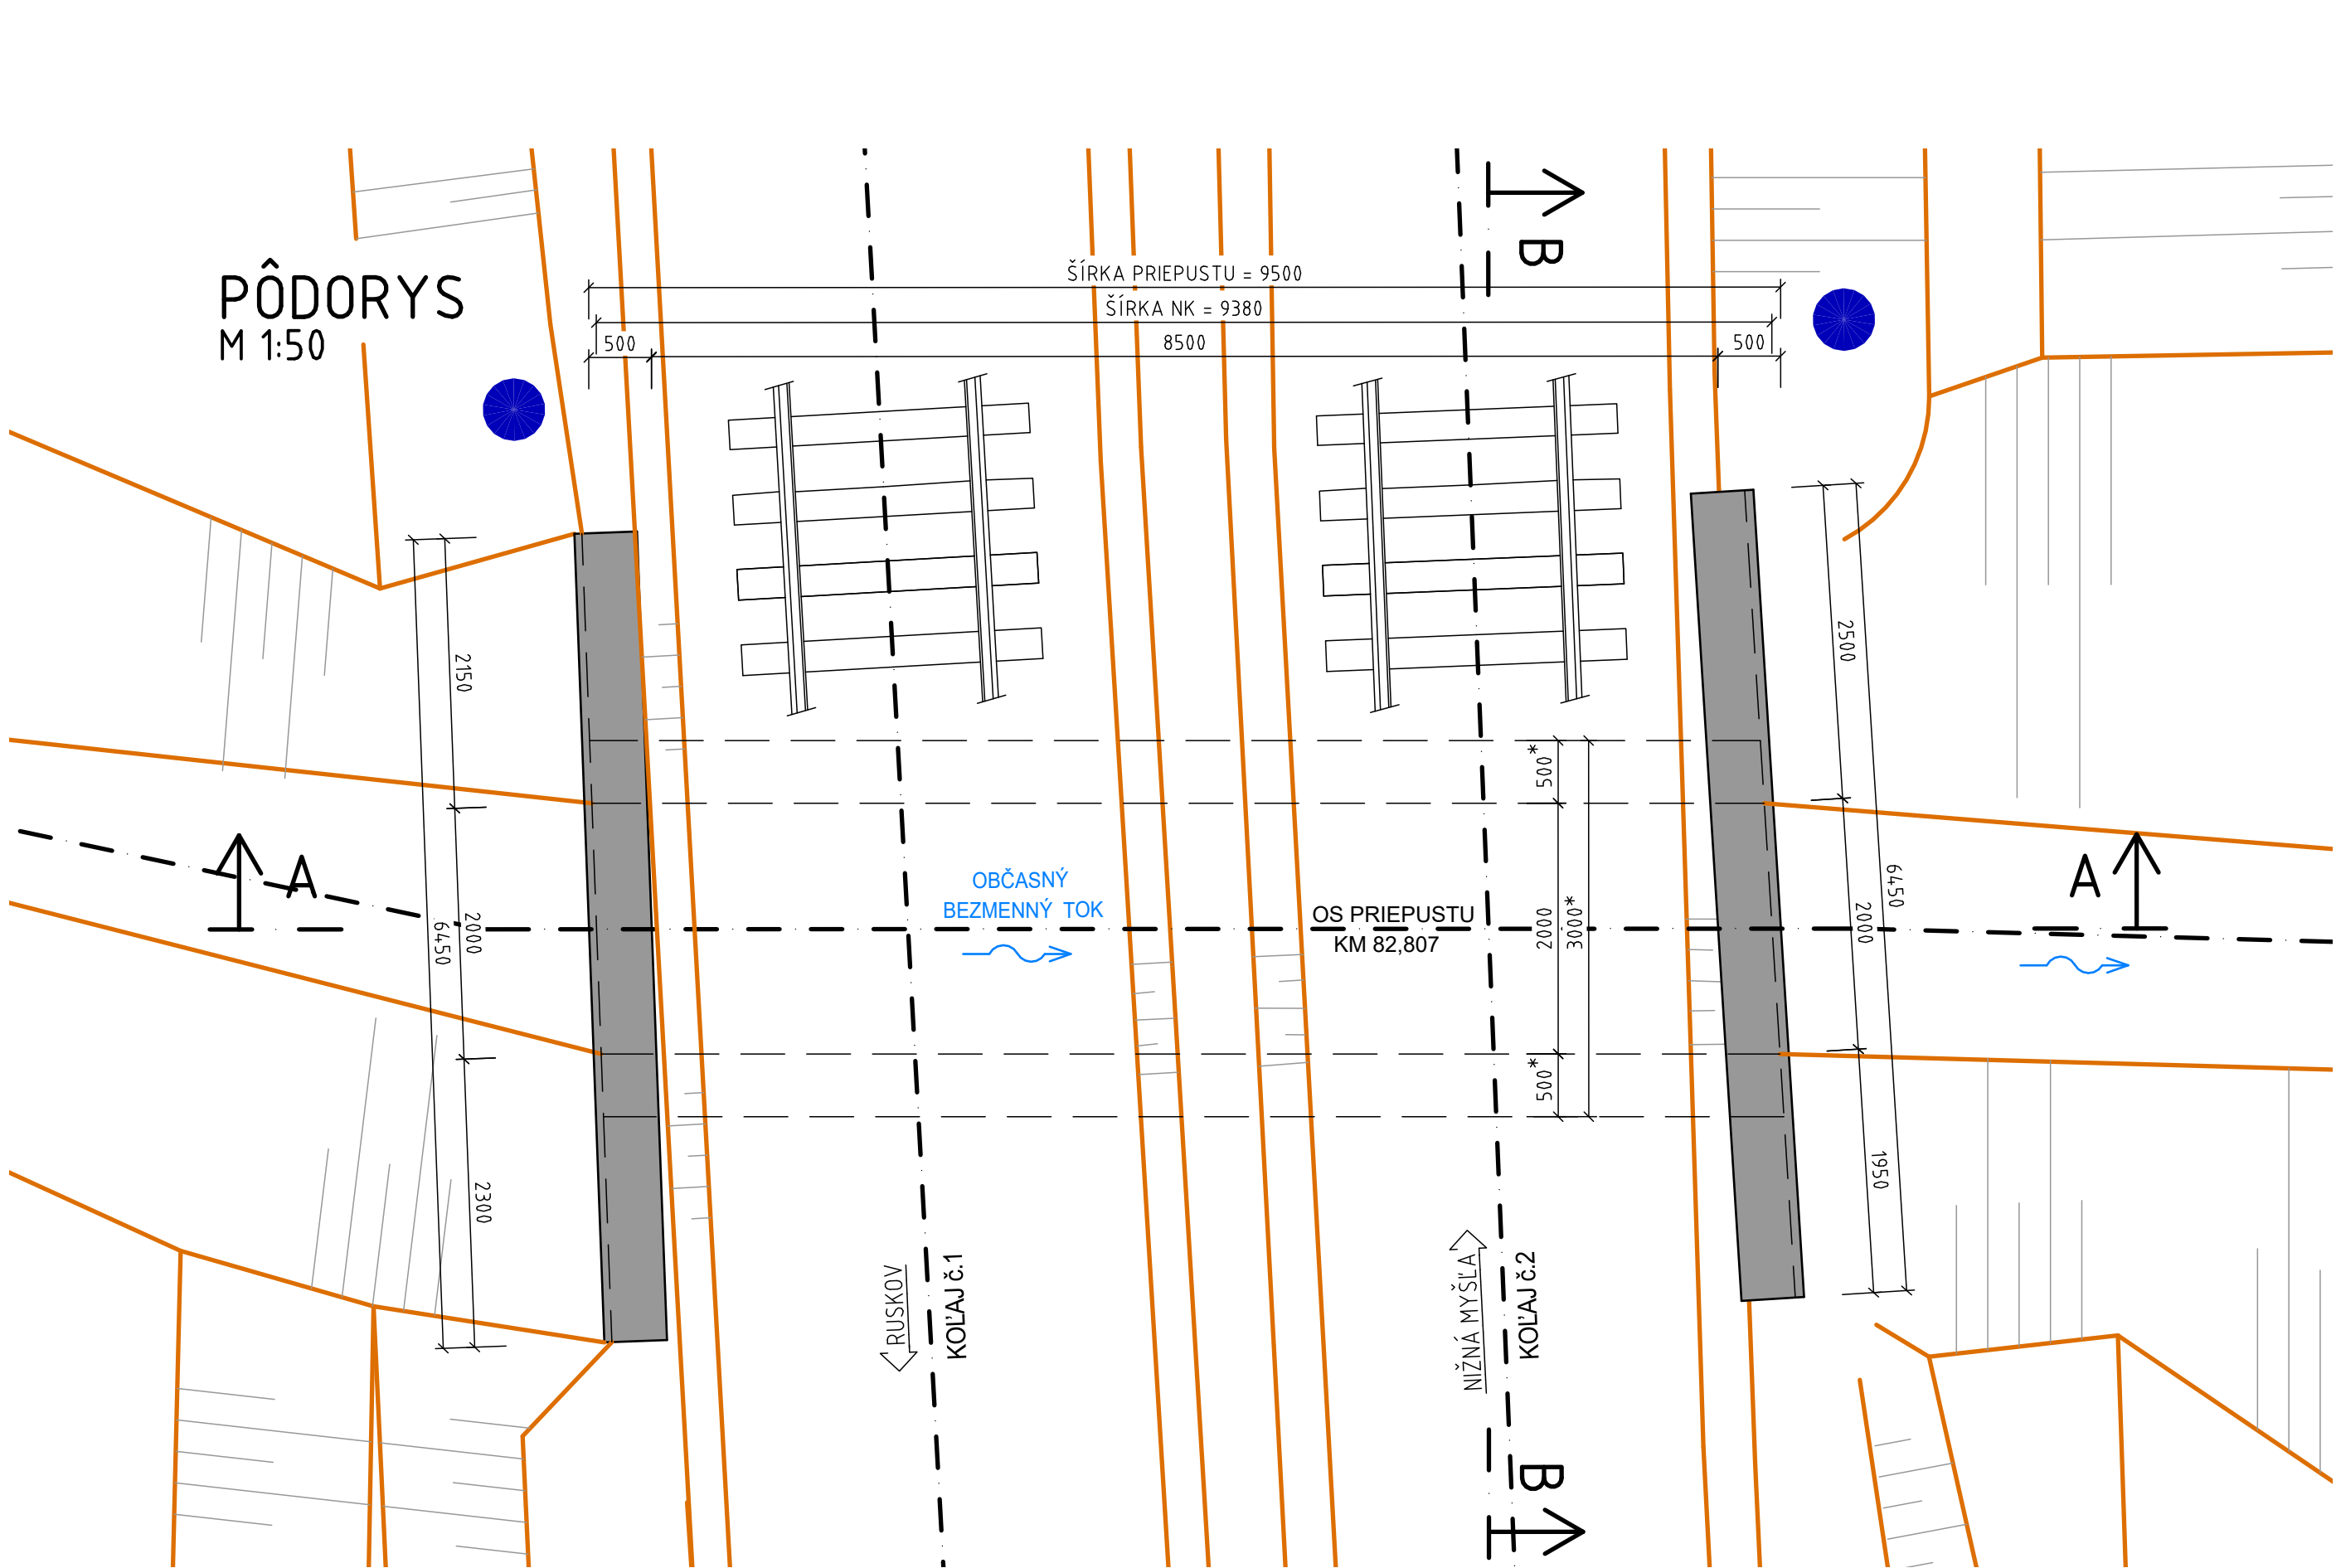 B
ŠÍRKA PRIEPUSTU = 9500
PÔDORYS
M 1:50
ŠÍRKA NK = 9380
500
8500
500
2150
2500
500*
A
A
6450
2000
6450
2000
2000
3000*
OBČASNÝ
BEZMENNÝ TOK
OS PRIEPUSTU
KM 82,807
500*
2300
1950
RUSKOV
KOĽAJ č.1
NIŽNÁ MYŠĽA
KOĽAJ č.2
B